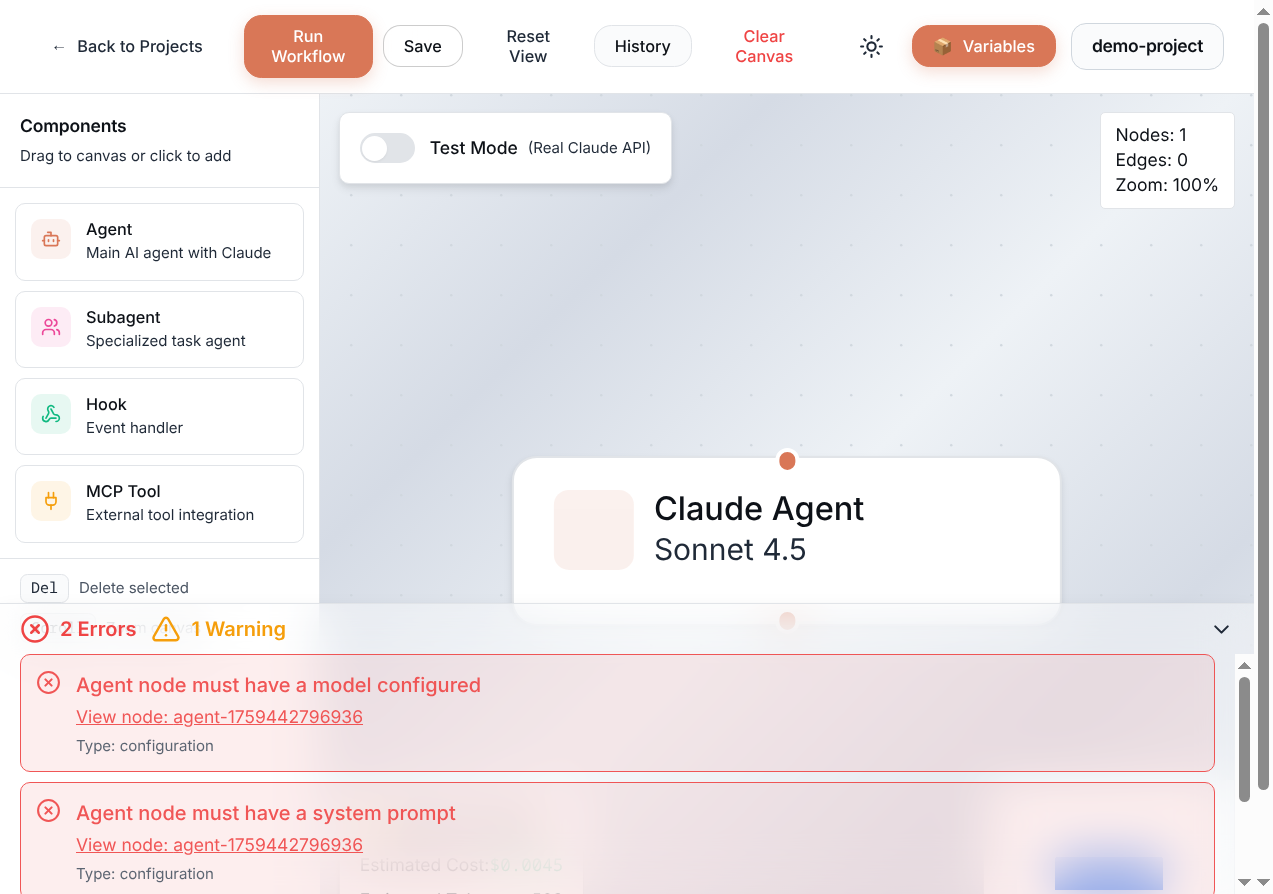 ← Back to Projects
Run
Workflow
Save
Reset
View
History
Clear
Canvas
Variables
demo-project
Components
Drag to canvas or click to add
Agent
Main AI agent with Claude
Subagent
Specialized task agent
Hook
Event handler
MCP Tool
External tool integration
Del Delete selected
Test Mode (Real Claude API)
Nodes: 1
Edges: 0
Zoom: 100%
Claude Agent
Sonnet 4.5
2 Errors 1 Warning
Agent node must have a model configured
View node: agent-1759442796936
Type: configuration
Agent node must have a system prompt
View node: agent-1759442796936
Type: configuration
Estimated Cost: $0.0045